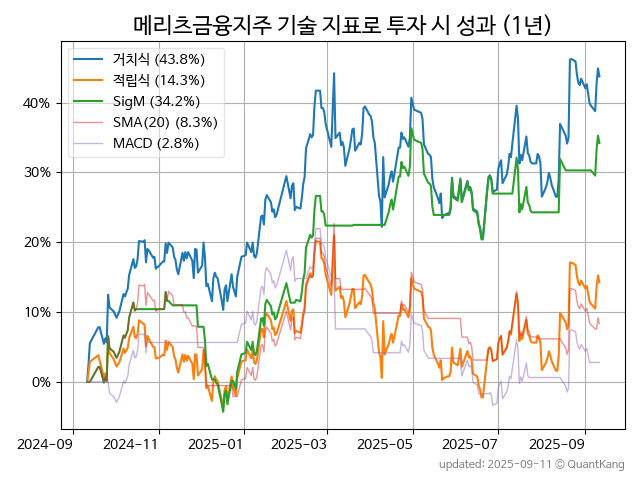 메리츠금융지주 기술 지표로 투자 시 성과 (1년)
거치식 (43.8%)
적립식 (14.3%)
SigM (34.2%)
SMA(20) (8.3%)
MACD (2.8%)
40%
30%
20%
10%
0%
2024-09 2024-11 2025-01 2025-03 2025-05 2025-07 2025-09
updated: 2025-09-11 © QuantKang